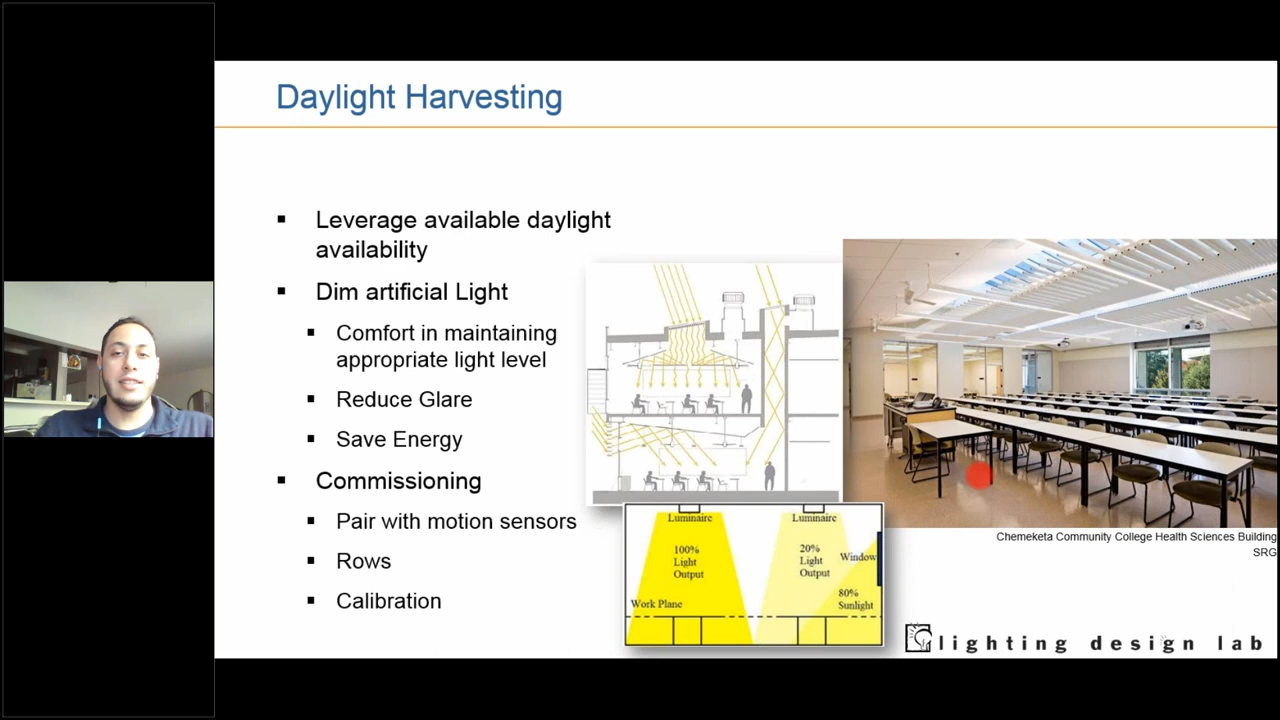 Daylight Harvesting
▪ Leverage available daylight
availability
▪ Dim artificial Light
▪ Comfort in maintaining
appropriate light level
▪ Reduce Glare
▪ Save Energy
▪ Commissioning
▪ Pair with motion sensors
▪ Rows
▪ Calibration
Luminaire
100%
Light
Output
Work Plane
Luminaire
20%
Light
Output
Window
80%
Sunlight
Chemeketa Community College Health Sciences Building
SRG
lighting design lab